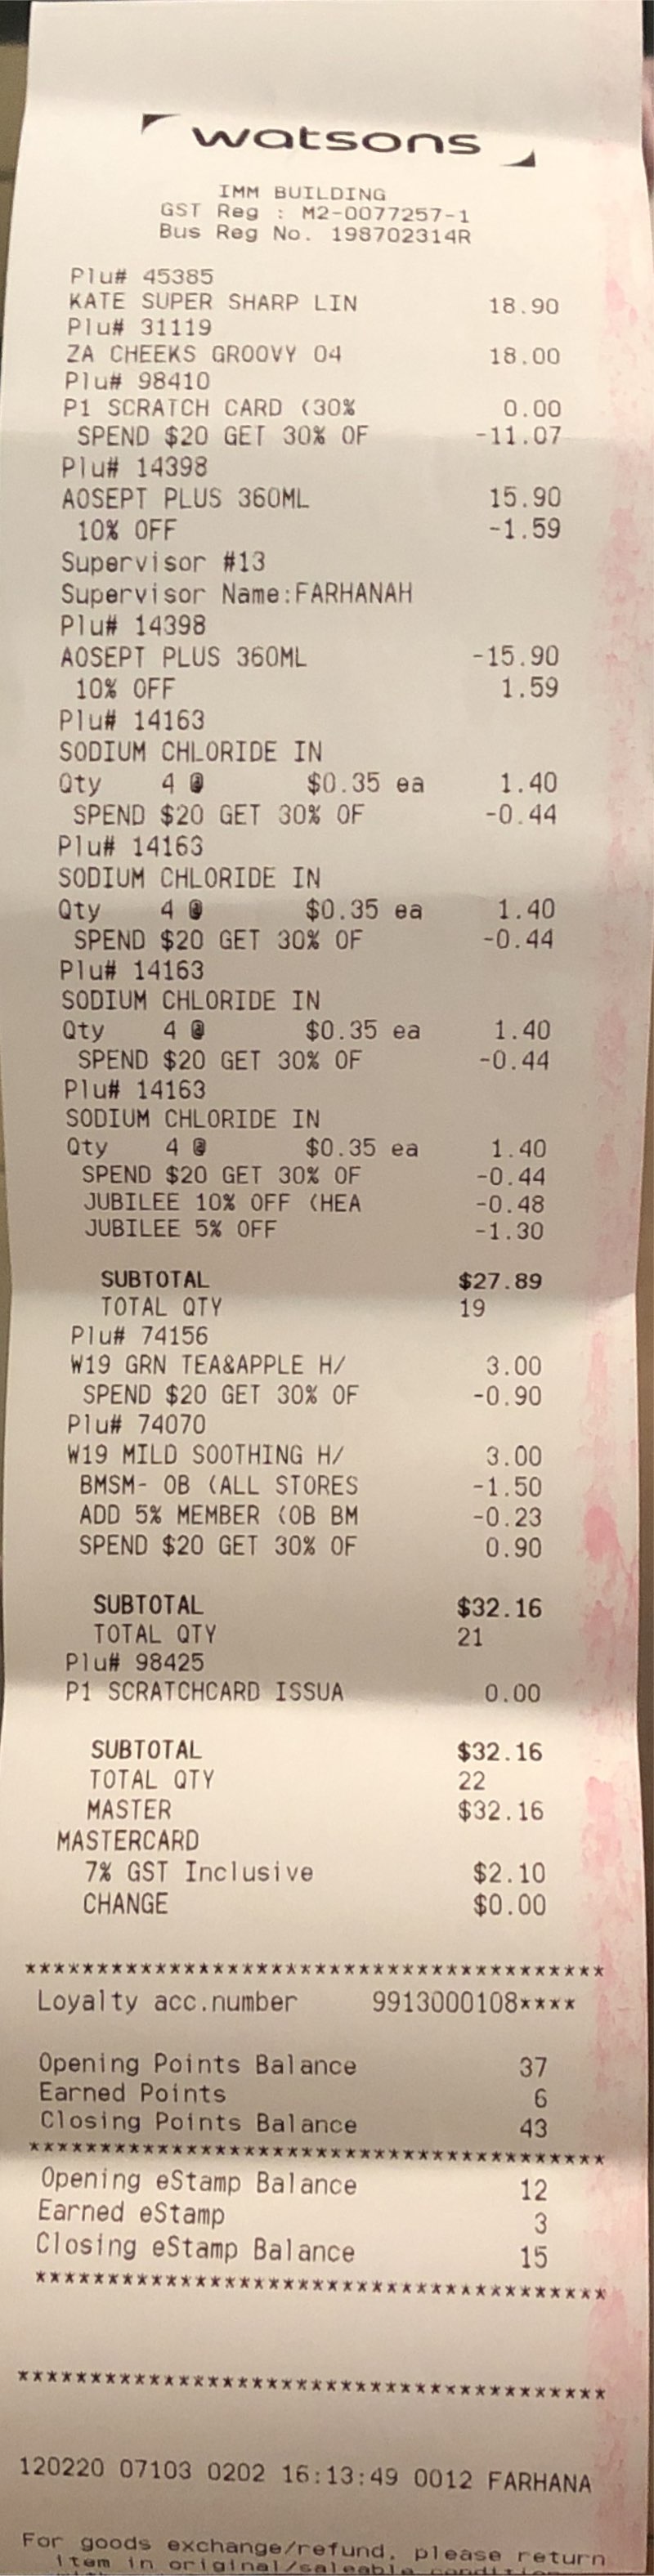 watsons
IMM BUILDING
GST Reg : M2-0077257-1
Bus Reg No. 198702314R
Plu# 45385
KATE SUPER SHARP LIN 18.90
Plu# 31119
ZA CHEEKS GROOVY 04 18.00
Plu# 98410
P1 SCRATCH CARD (30% 0.00
SPEND $20 GET 30% OF -11.07
Plu# 14398
AOSEPT PLUS 360ML 15.90
10% OFF -1.59
Supervisor #13
Supervisor Name:FARHANAH
Plu# 14398
AOSEPT PLUS 360ML -15.90
10% OFF 1.59
Plu# 14163
SODIUM CHLORIDE IN
Qty 4 @ $0.35 ea 1.40
SPEND $20 GET 30% OF -0.44
Plu# 14163
SODIUM CHLORIDE IN
Qty 4 @ $0.35 ea 1.40
SPEND $20 GET 30% OF -0.44
Plu# 14163
SODIUM CHLORIDE IN
Qty 4 @ $0.35 ea 1.40
SPEND $20 GET 30% OF -0.44
Plu# 14163
SODIUM CHLORIDE IN
Qty 4 @ $0.35 ea 1.40
SPEND $20 GET 30% OF -0.44
JUBILEE 10% OFF (HEA -0.48
JUBILEE 5% OFF -1.30
SUBTOTAL $27.89
TOTAL QTY 19
Plu# 74156
W19 GRN TEA&APPLE H/ 3.00
SPEND $20 GET 30% OF -0.90
Plu# 74070
W19 MILD SOOTHING H/ 3.00
BMSM- OB (ALL STORES -1.50
ADD 5% MEMBER (OB BM -0.23
SPEND $20 GET 30% OF 0.90
SUBTOTAL $32.16
TOTAL QTY 21
Plu# 98425
P1 SCRATCHCARD ISSUA 0.00
SUBTOTAL $32.16
TOTAL QTY 22
MASTER $32.16
MASTERCARD
7% GST Inclusive $2.10
CHANGE $0.00
****************************************
Loyalty acc.number 9913000108****
Opening Points Balance 37
Earned Points 6
Closing Points Balance 43
****************************************
Opening eStamp Balance 12
Earned eStamp 3
Closing eStamp Balance 15
****************************************
****************************************
120220 07103 0202 16:13:49 0012 FARHANA
For goods exchange/refund, please return
item in original/saleable condition